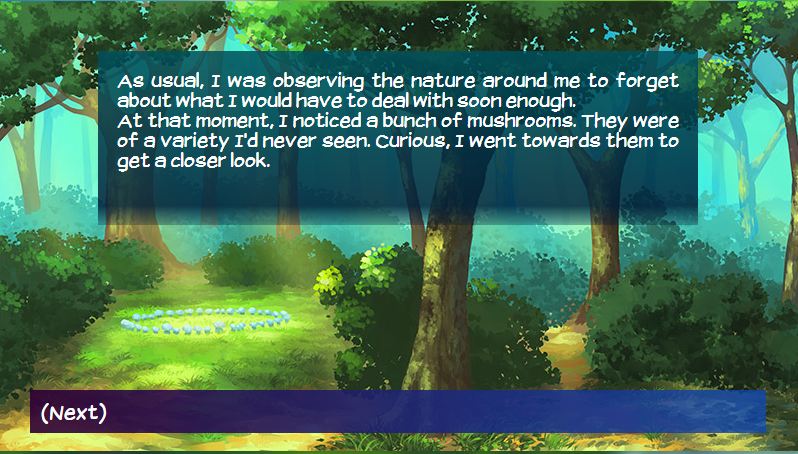 As usual, I was observing the nature around me to forget
about what I would have to deal with soon enough.
At that moment, I noticed a bunch of mushrooms. They were
of a variety I'd never seen. Curious, I went towards them to
get a closer look.
(Next)